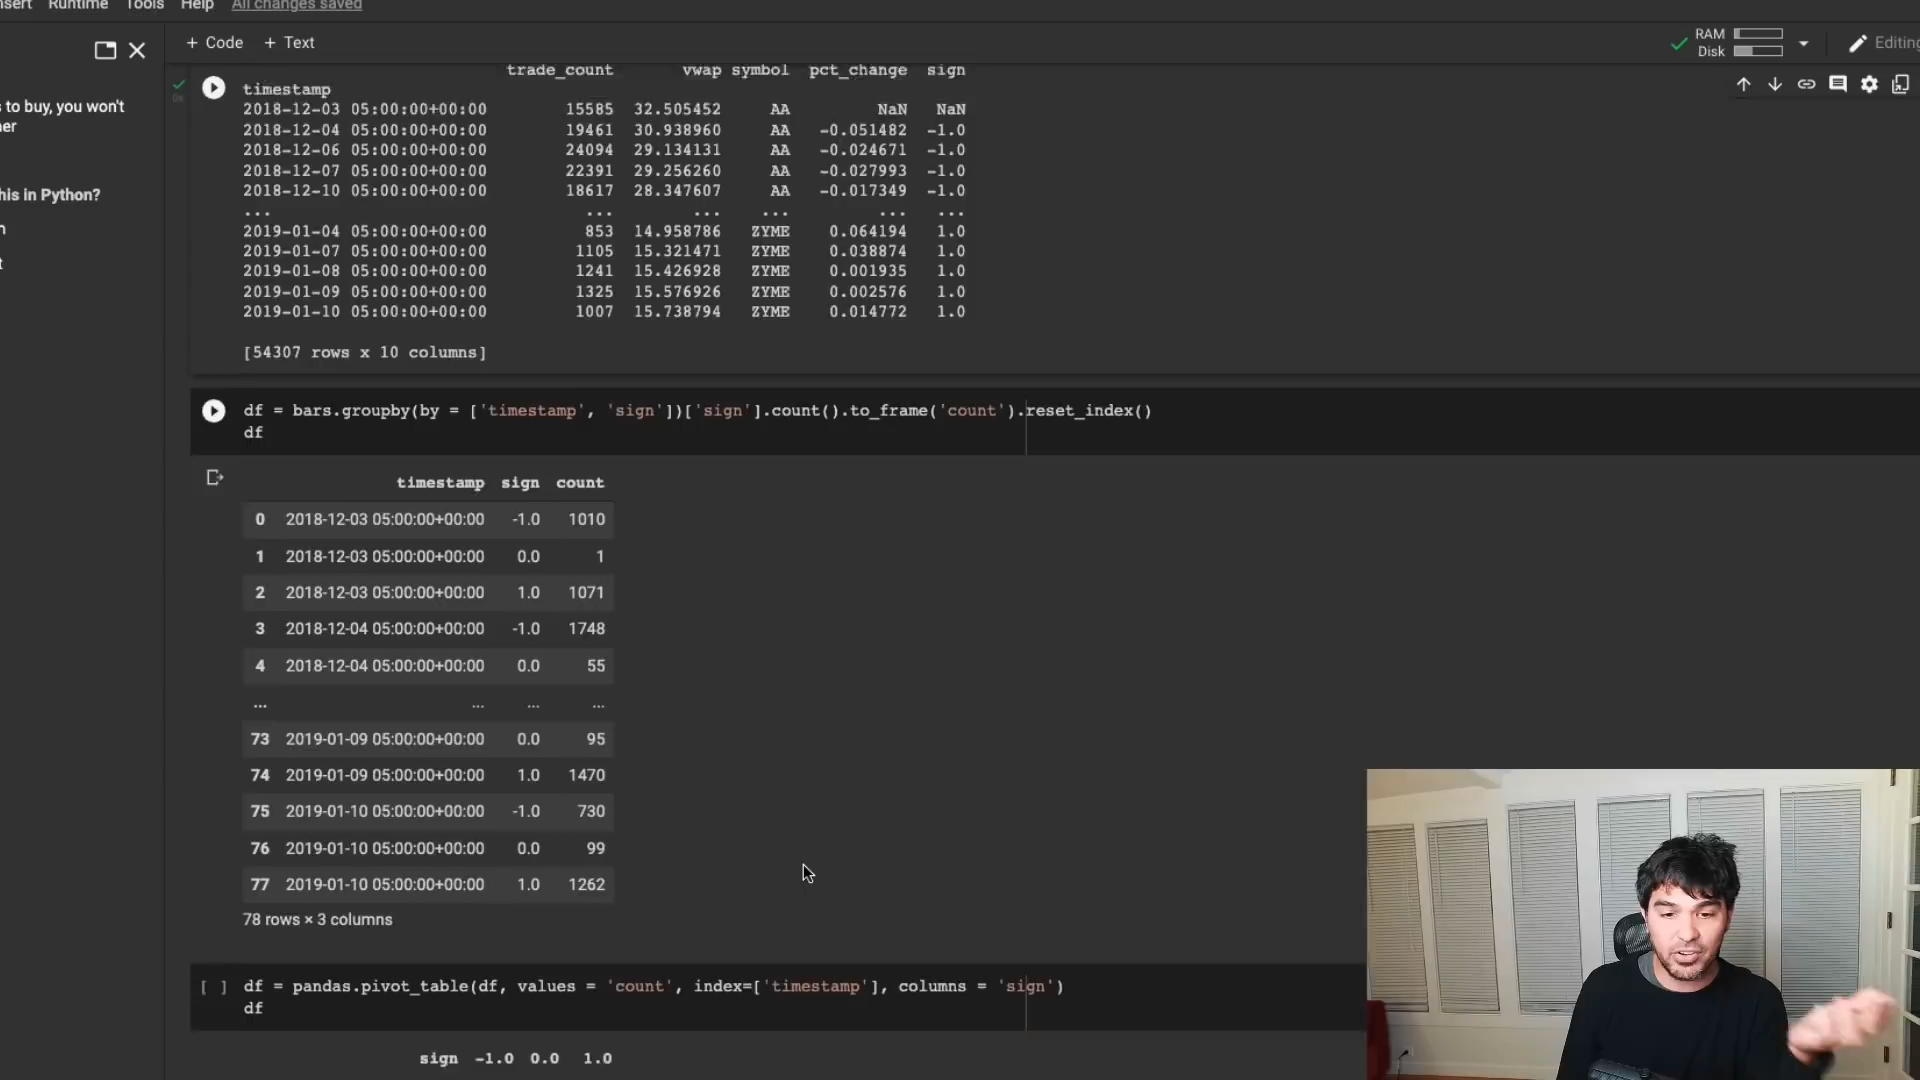 nsert Runtime Tools Help All changes saved
+ Code + Text
RAM
Disk
Editing
s to buy, you won't
er
his in Python?
n
t
trade_count vwap symbol pct_change sign
timestamp
2018-12-03 05:00:00+00:00 15585 32.505452 AA NaN NaN
2018-12-04 05:00:00+00:00 19461 30.938960 AA -0.051482 -1.0
2018-12-06 05:00:00+00:00 24094 29.134131 AA -0.024671 -1.0
2018-12-07 05:00:00+00:00 22391 29.256260 AA -0.027993 -1.0
2018-12-10 05:00:00+00:00 18617 28.347607 AA -0.017349 -1.0
... ... ... ... ... ...
2019-01-04 05:00:00+00:00 853 14.958786 ZYME 0.064194 1.0
2019-01-07 05:00:00+00:00 1105 15.321471 ZYME 0.038874 1.0
2019-01-08 05:00:00+00:00 1241 15.426928 ZYME 0.001935 1.0
2019-01-09 05:00:00+00:00 1325 15.576926 ZYME 0.002576 1.0
2019-01-10 05:00:00+00:00 1007 15.738794 ZYME 0.014772 1.0
[54307 rows x 10 columns]
df = bars.groupby(by = ['timestamp', 'sign'])['sign'].count().to_frame('count').reset_index()
df
timestamp sign count
0 2018-12-03 05:00:00+00:00 -1.0 1010
1 2018-12-03 05:00:00+00:00 0.0 1
2 2018-12-03 05:00:00+00:00 1.0 1071
3 2018-12-04 05:00:00+00:00 -1.0 1748
4 2018-12-04 05:00:00+00:00 0.0 55
... ... ... ...
73 2019-01-09 05:00:00+00:00 0.0 95
74 2019-01-09 05:00:00+00:00 1.0 1470
75 2019-01-10 05:00:00+00:00 -1.0 730
76 2019-01-10 05:00:00+00:00 0.0 99
77 2019-01-10 05:00:00+00:00 1.0 1262
78 rows × 3 columns
[ ] df = pandas.pivot_table(df, values = 'count', index=['timestamp'], columns = 'sign')
df
sign -1.0 0.0 1.0